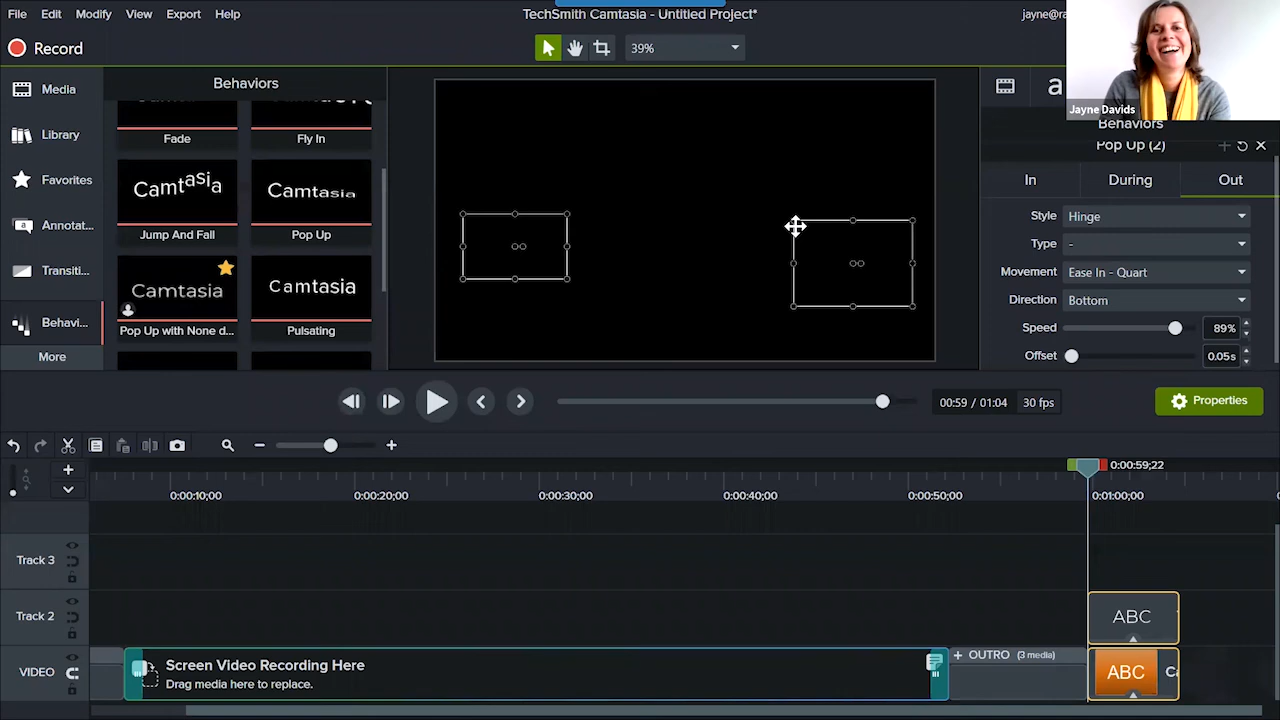 File Edit Modify View Export Help
TechSmith Camtasia - Untitled Project*
jayne@ra
Record
39%
Jayne Davids
Media
Library
Favorites
Annotat...
Transiti...
Behavi...
More
Behaviors
Fade
Fly In
Camtasia
Jump And Fall
Camtasia
Pop Up
Camtasia
Pop Up with None d...
Camtasia
Pulsating
a
Behaviors
Pop Up (2)
In During Out
Style Hinge
Type -
Movement Ease In - Quart
Direction Bottom
Speed 89%
Offset 0.05s
00:59 / 01:04 30 fps
Properties
0:00:59;22
0:00:10;00 0:00:20;00 0:00:30;00 0:00:40;00 0:00:50;00 0:01:00;00
Track 3
Track 2
ABC
VIDEO
Screen Video Recording Here
Drag media here to replace.
+ OUTRO (3 media)
ABC
Ca